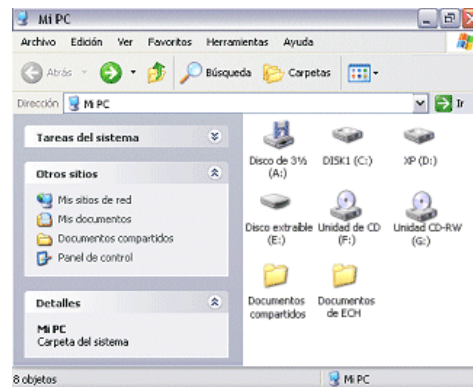 Mi PC
Archivo Edición Ver Favoritos Herramientas Ayuda
Atrás Búsqueda Carpetas
Dirección Mi PC Ir
Tareas del sistema
Otros sitios
Mis sitios de red
Mis documentos
Documentos compartidos
Panel de control
Detalles
Mi PC
Carpeta del sistema
Disco de 3½ (A:)
DISK1 (C:)
XP (D:)
Disco extraíble (E:)
Unidad de CD (F:)
Unidad CD-RW (G:)
Documentos compartidos
Documentos de ECH
8 objetos Mi PC